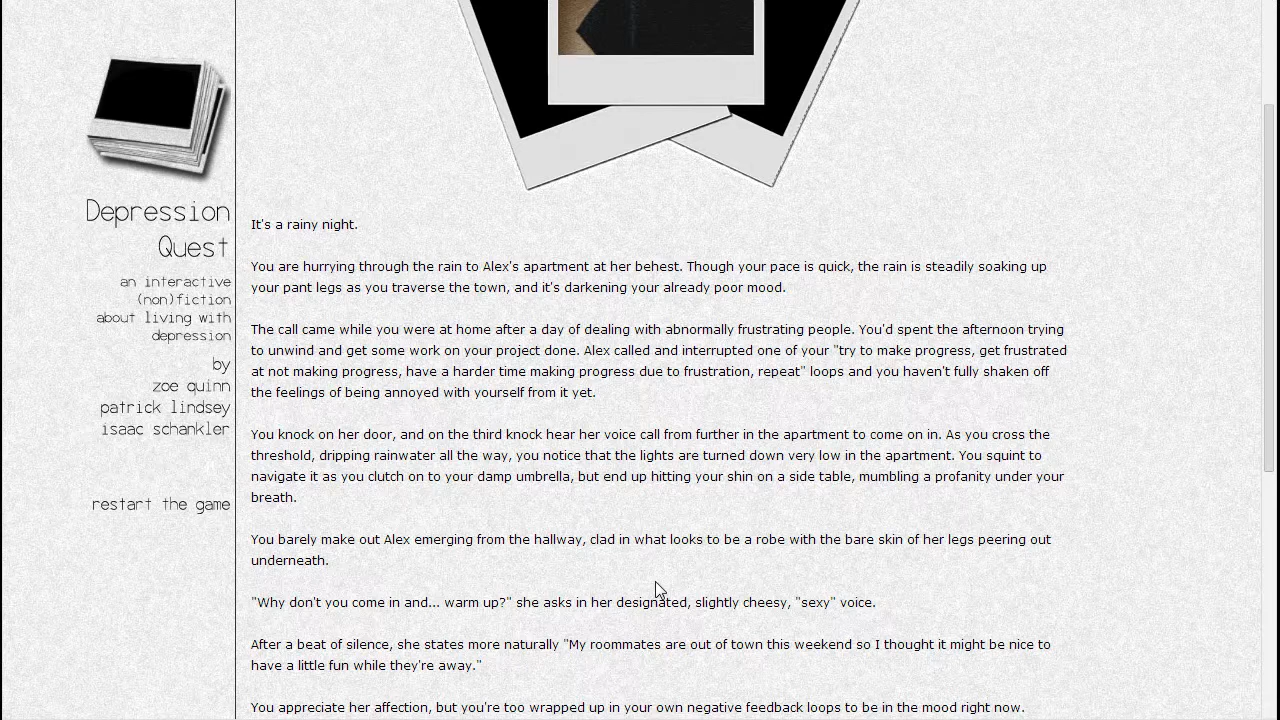 Depression
Quest
an interactive
(non)fiction
about living with
depression
by
zoe quinn
patrick lindsey
isaac schankler
restart the game
It's a rainy night.
You are hurrying through the rain to Alex's apartment at her behest. Though your pace is quick, the rain is steadily soaking up
your pant legs as you traverse the town, and it's darkening your already poor mood.
The call came while you were at home after a day of dealing with abnormally frustrating people. You'd spent the afternoon trying
to unwind and get some work on your project done. Alex called and interrupted one of your "try to make progress, get frustrated
at not making progress, have a harder time making progress due to frustration, repeat" loops and you haven't fully shaken off
the feelings of being annoyed with yourself from it yet.
You knock on her door, and on the third knock hear her voice call from further in the apartment to come on in. As you cross the
threshold, dripping rainwater all the way, you notice that the lights are turned down very low in the apartment. You squint to
navigate it as you clutch on to your damp umbrella, but end up hitting your shin on a side table, mumbling a profanity under your
breath.
You barely make out Alex emerging from the hallway, clad in what looks to be a robe with the bare skin of her legs peering out
underneath.
"Why don't you come in and... warm up?" she asks in her designated, slightly cheesy, "sexy" voice.
After a beat of silence, she states more naturally "My roommates are out of town this weekend so I thought it might be nice to
have a little fun while they're away."
You appreciate her affection, but you're too wrapped up in your own negative feedback loops to be in the mood right now.